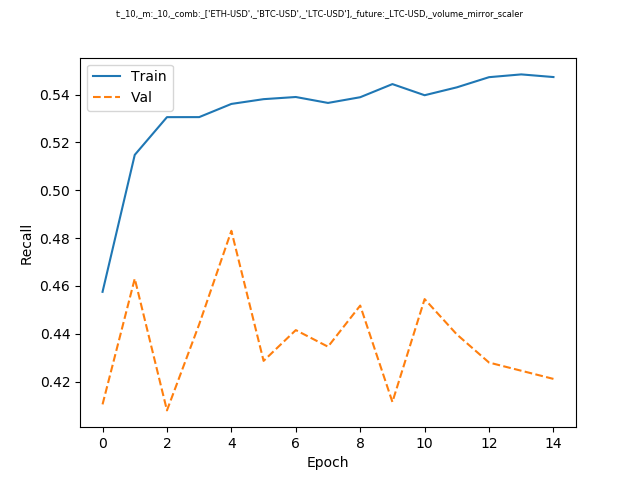 t:_10,_m:_10,_comb:_['ETH-USD',_'BTC-USD',_'LTC-USD'],_future:_LTC-USD,_volume_mirror_scaler
Train
Val
0.54
0.52
0.50
0.48
0.46
0.44
0.42
Recall
0 2 4 6 8 10 12 14
Epoch